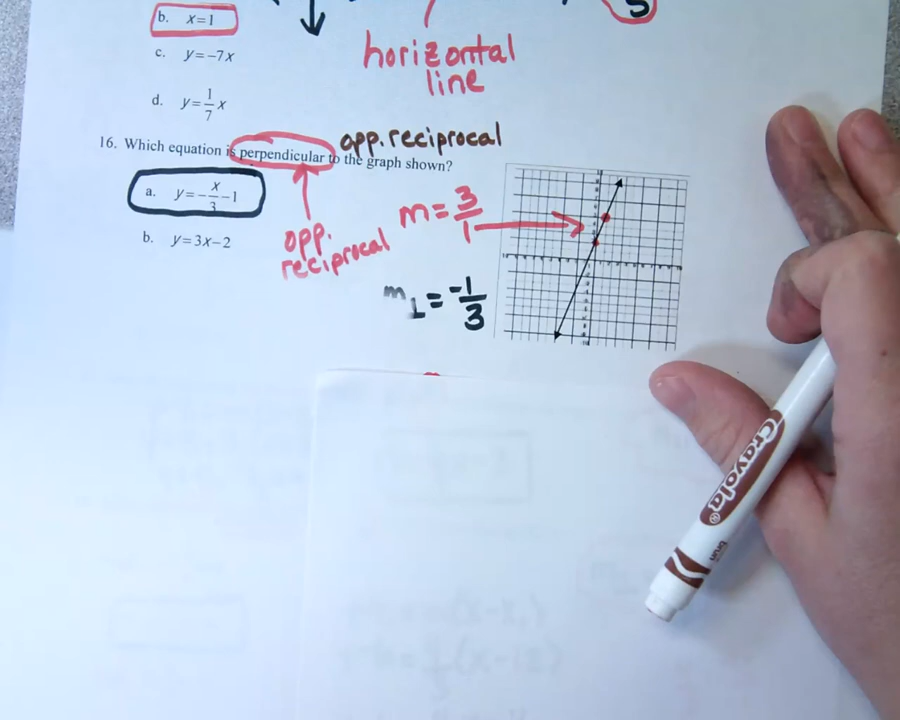 b. x=1
5
horizontal
line
c. y=-7x
d. y=1/7 x
opp. reciprocal
16. Which equation is perpendicular to the graph shown?
a. y=-x/3-1
m=3/1
b. y=3x-2
opp.
reciprocal
m⊥=-1/3
Crayola®